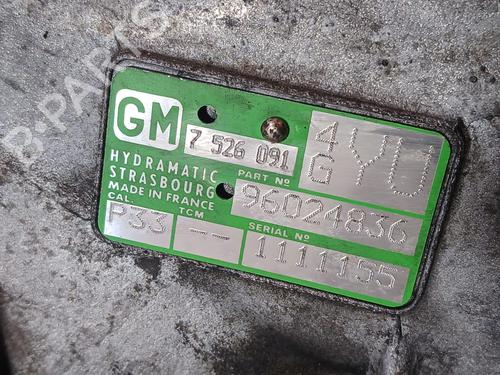 GM
7 526 091
4
G
YU
HYDRAMATIC
STRASBOURG
MADE IN FRANCE
PART Nº
96024836
CAL.
TCM
SERIAL Nº
P33
--
1111155
B-PARTS